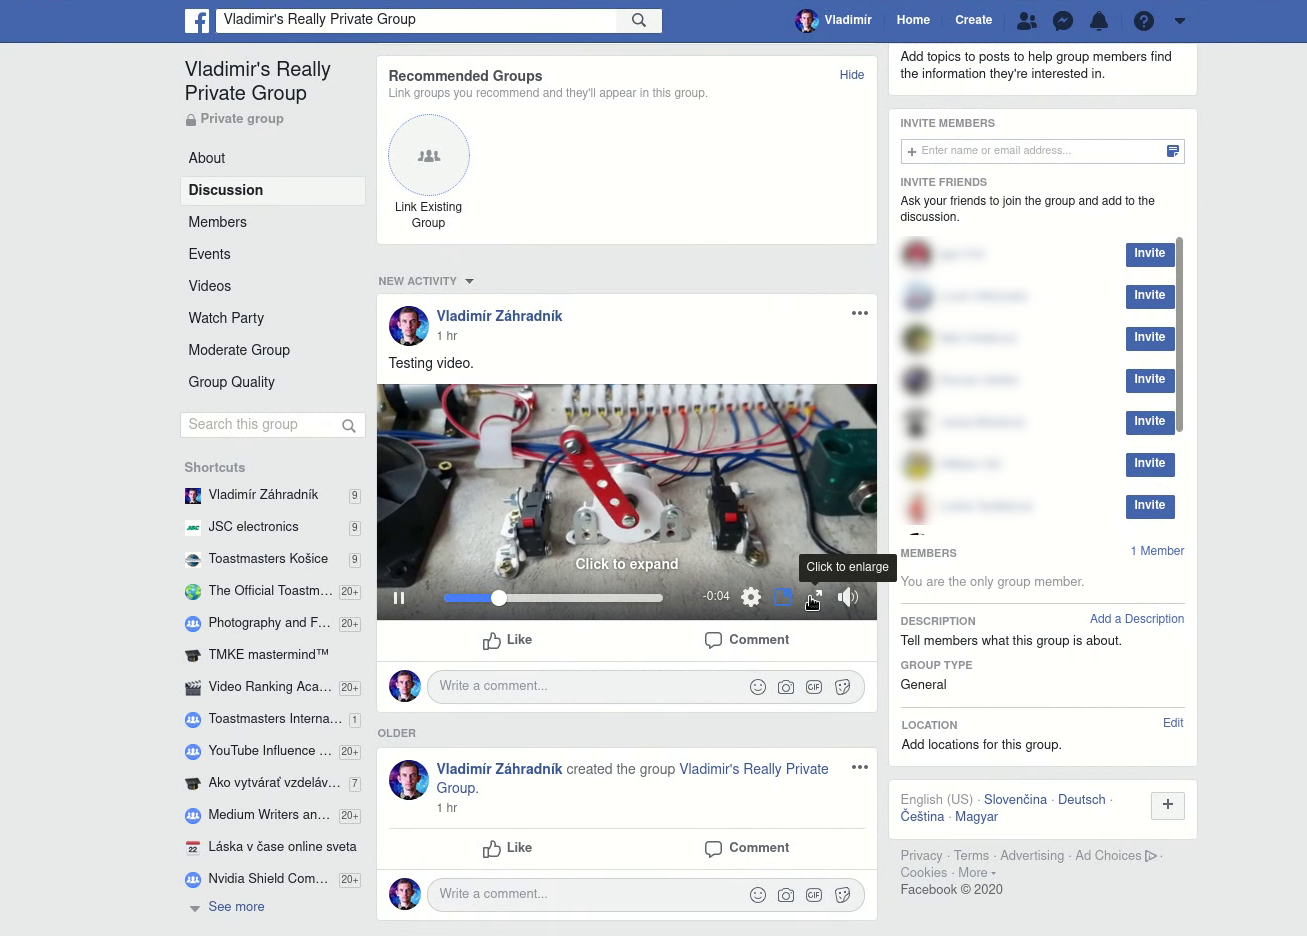 Vladimir's Really Private Group
Vladimír
Home
Create
Vladimir's Really
Private Group
Private group
About
Discussion
Members
Events
Videos
Watch Party
Moderate Group
Group Quality
Search this group
Shortcuts
Vladimír Záhradník 9
JSC electronics 9
Toastmasters Košice 9
The Official Toastm... 20+
Photography and F... 20+
TMKE mastermind™
Video Ranking Aca... 20+
Toastmasters Interna... 1
YouTube Influence ... 20+
Ako vytvárať vzdeláv... 7
Medium Writers an... 20+
22 Láska v čase online sveta
Nvidia Shield Com... 20+
See more
Recommended Groups
Hide
Link groups you recommend and they'll appear in this group.
Link Existing
Group
NEW ACTIVITY
Vladimír Záhradník
1 hr
Testing video.
Click to expand
Click to enlarge
-0:04
Like
Comment
Write a comment...
GIF
OLDER
Vladimír Záhradník created the group Vladimir's Really Private
Group.
1 hr
Like
Comment
Write a comment...
GIF
Add topics to posts to help group members find
the information they're interested in.
INVITE MEMBERS
+ Enter name or email address...
INVITE FRIENDS
Ask your friends to join the group and add to the
discussion.
Invite
Invite
Invite
Invite
Invite
Invite
Invite
MEMBERS
1 Member
You are the only group member.
DESCRIPTION
Add a Description
Tell members what this group is about.
GROUP TYPE
General
LOCATION
Edit
Add locations for this group.
English (US) · Slovenčina · Deutsch ·
Čeština · Magyar
+
Privacy · Terms · Advertising · Ad Choices ·
Cookies · More
Facebook © 2020